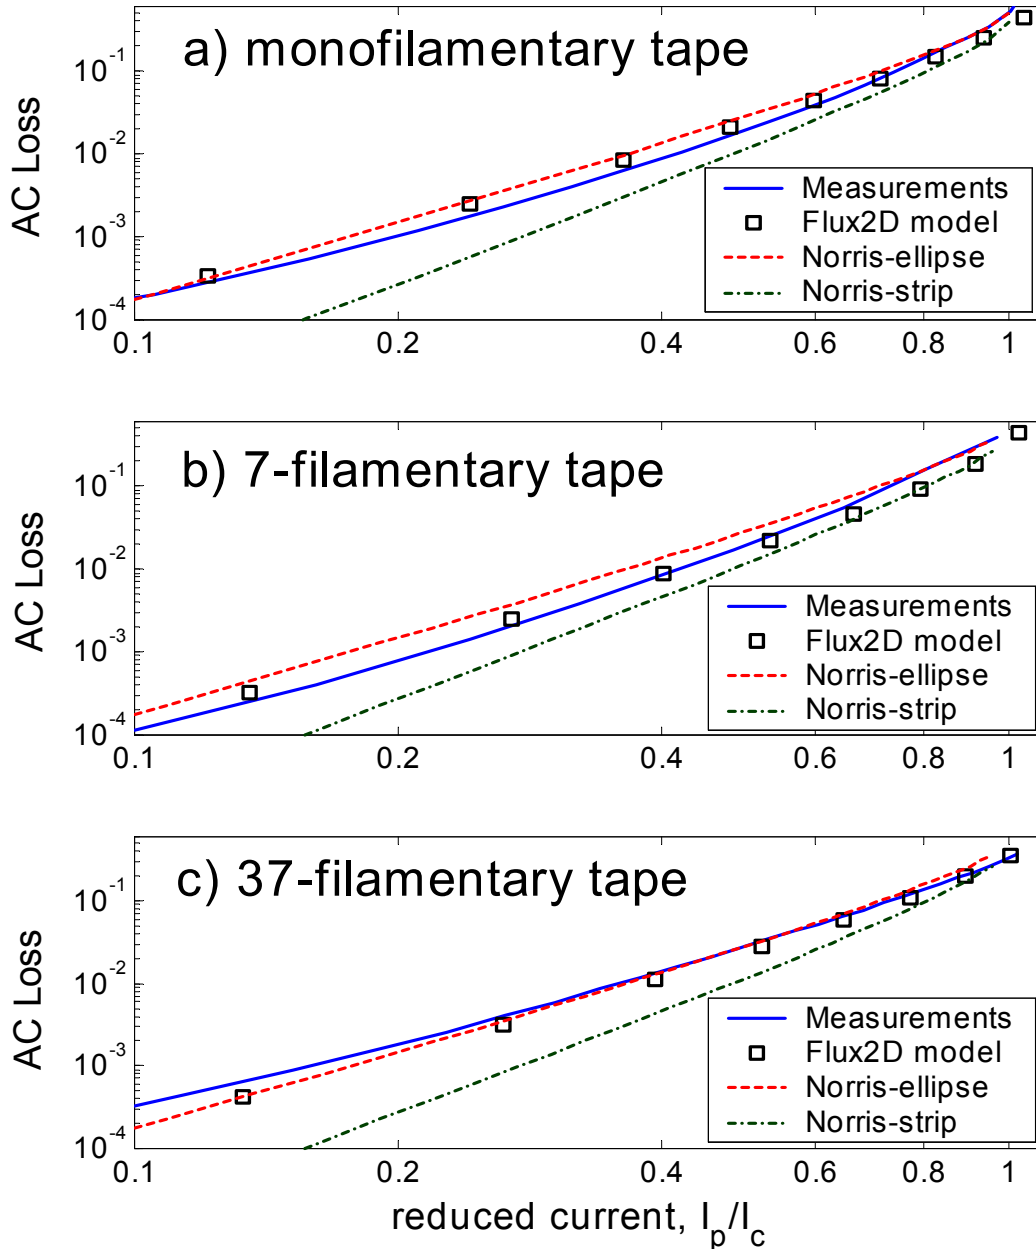 a) monofilamentary tape
AC Loss
10^-1
10^-2
10^-3
10^-4
Measurements
Flux2D model
Norris-ellipse
Norris-strip
0.1 0.2 0.4 0.6 0.8 1
b) 7-filamentary tape
AC Loss
10^-1
10^-2
10^-3
10^-4
Measurements
Flux2D model
Norris-ellipse
Norris-strip
0.1 0.2 0.4 0.6 0.8 1
c) 37-filamentary tape
AC Loss
10^-1
10^-2
10^-3
10^-4
Measurements
Flux2D model
Norris-ellipse
Norris-strip
0.1 0.2 0.4 0.6 0.8 1
reduced current, I_p/I_c